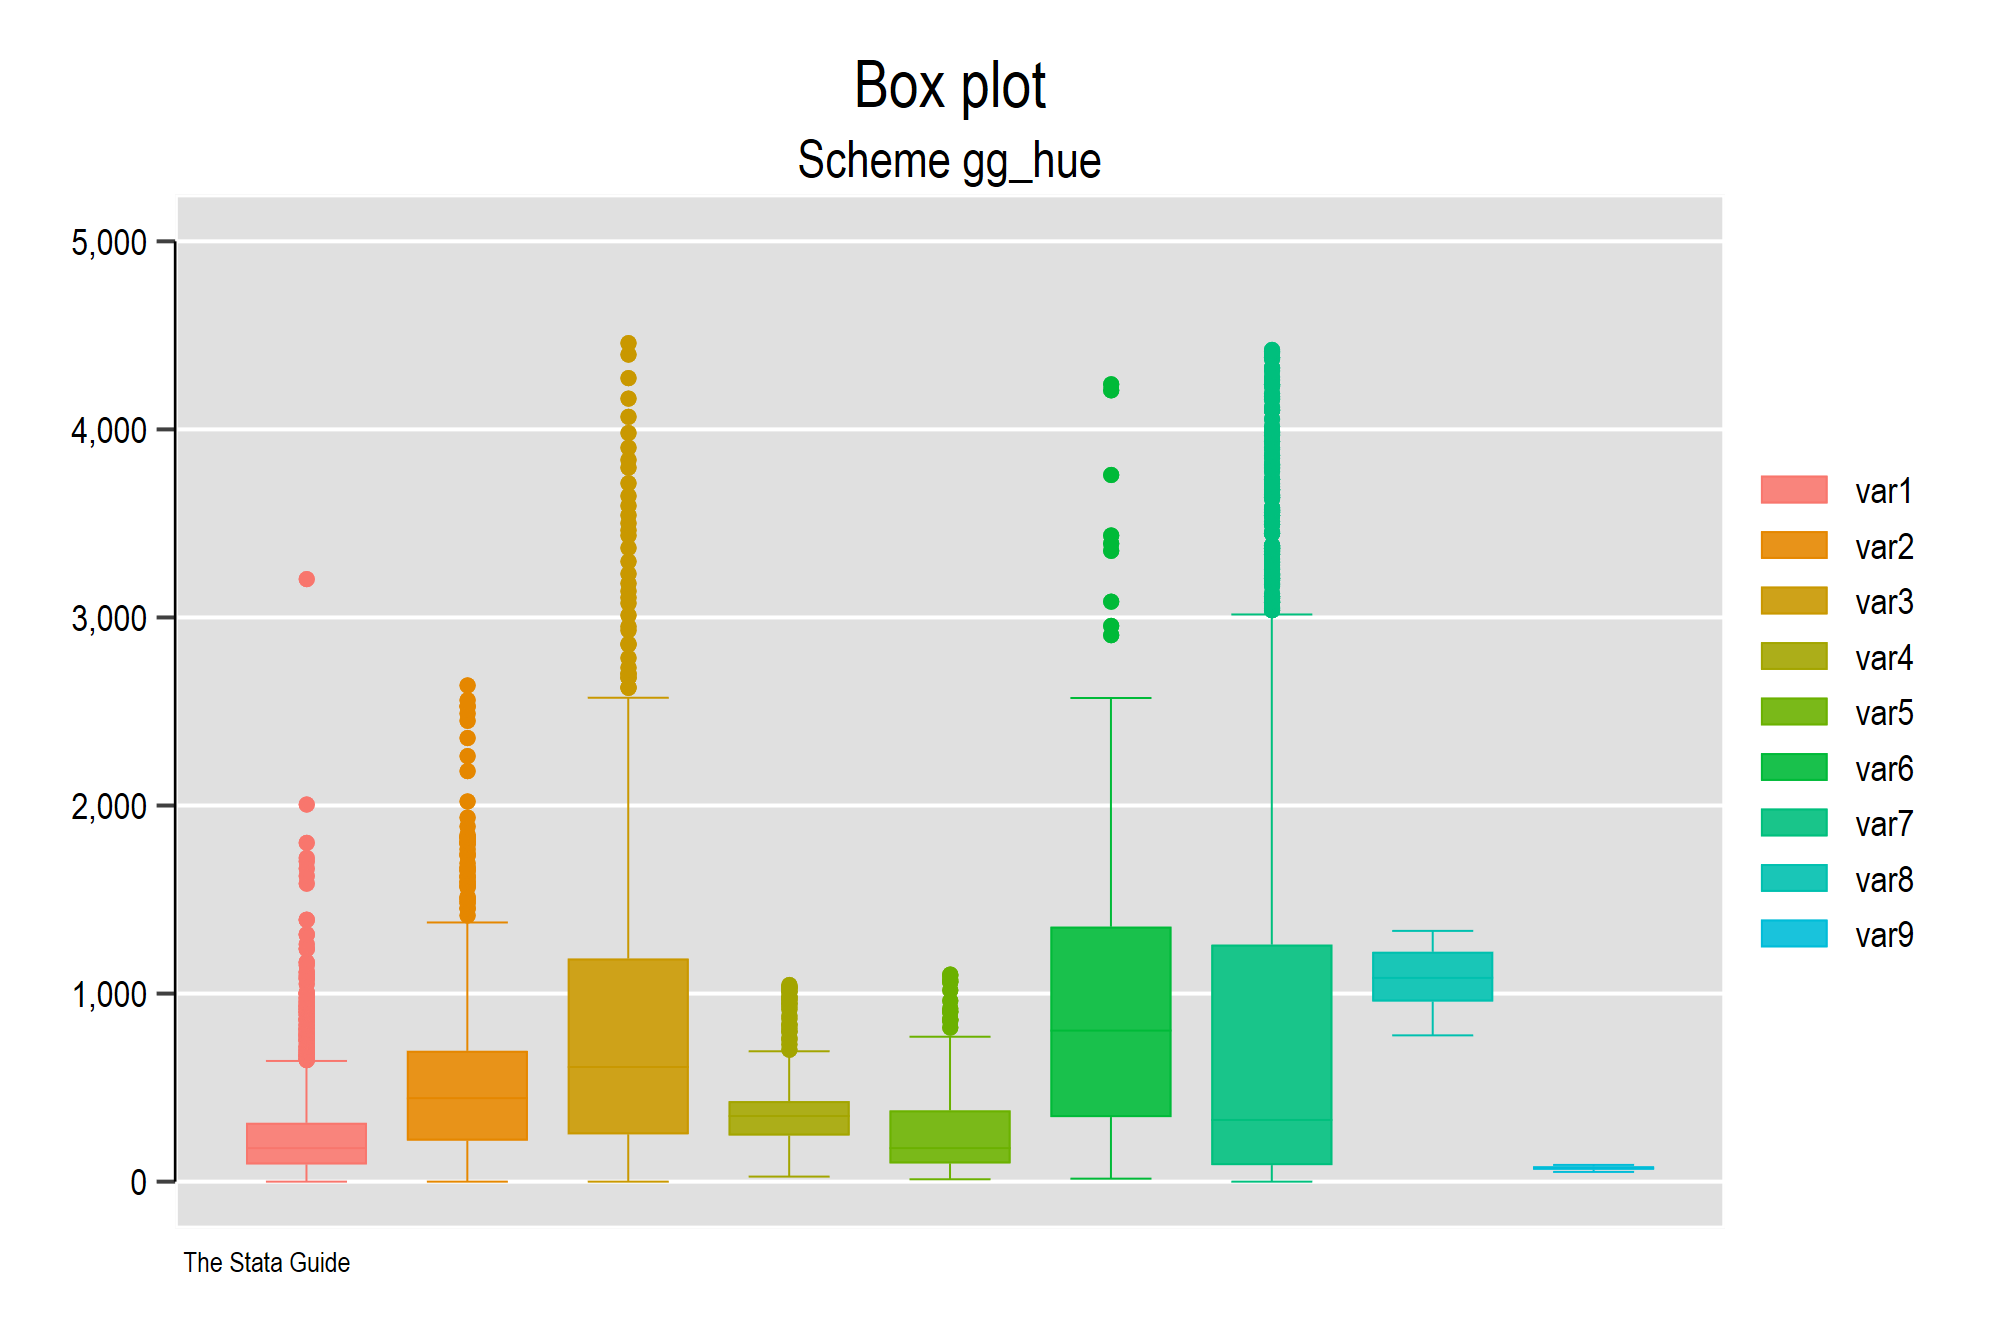 Box plot
Scheme gg_hue
5,000
4,000
3,000
2,000
1,000
0
var1
var2
var3
var4
var5
var6
var7
var8
var9
The Stata Guide